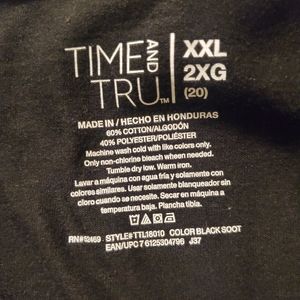 TIME AND TRU™
XXL
2XG
(20)
MADE IN / HECHO EN HONDURAS
60% COTTON/ALGODÓN
40% POLYESTER/POLIÉSTER
Machine wash cold with like colors only.
Only non-chlorine bleach when needed.
Tumble dry low. Warm iron.
Lavar a máquina con agua fría y solamente con
colores similares. Usar solamente blanqueador sin
cloro cuando se necesite. Secar en máquina a
temperatura baja. Plancha tibia.
RN#52469 STYLE#TTL18010 COLOR BLACK SOOT
EAN/UPC 7 6125304796 J37